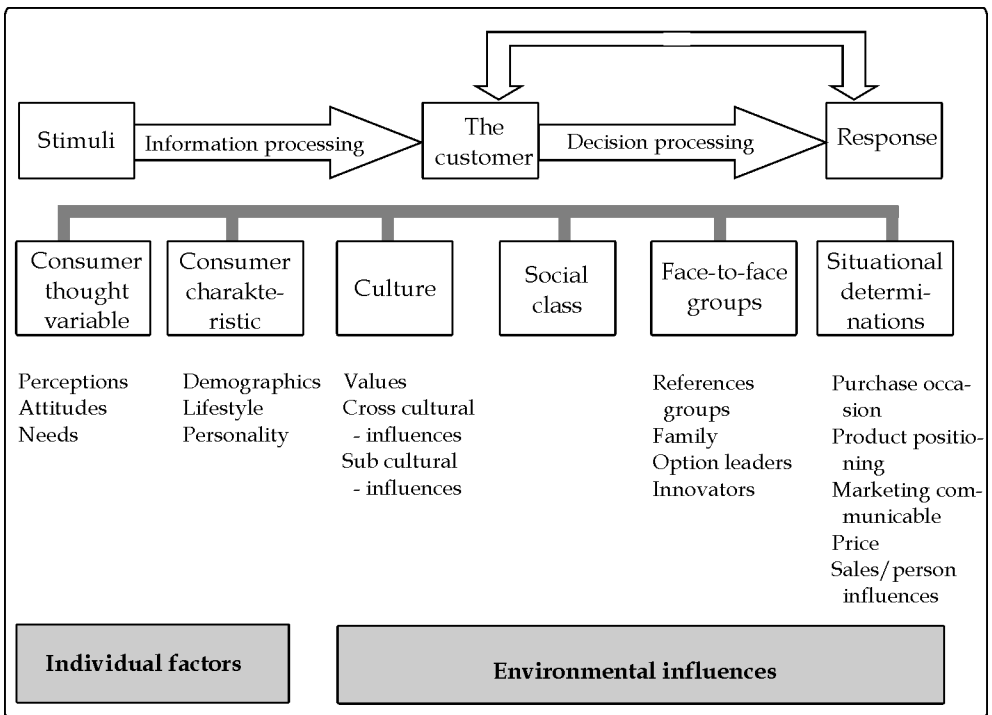 Stimuli
Information processing
The
customer
Decision processing
Response
Consumer
thought
variable
Consumer
charakte-
ristic
Culture
Social
class
Face-to-face
groups
Situational
determi-
nations
Perceptions
Attitudes
Needs
Demographics
Lifestyle
Personality
Values
Cross cultural
- influences
Sub cultural
- influences
References
groups
Family
Option leaders
Innovators
Purchase occa-
sion
Product positio-
ning
Marketing com-
municable
Price
Sales/person
influences
Individual factors
Environmental influences